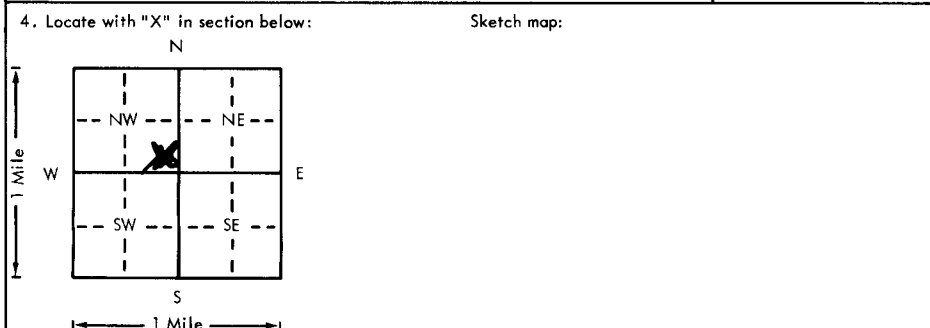 4. Locate with "X" in section below: Sketch map:
N
NW NE
1 Mile W X E
SW SE
S
1 Mile